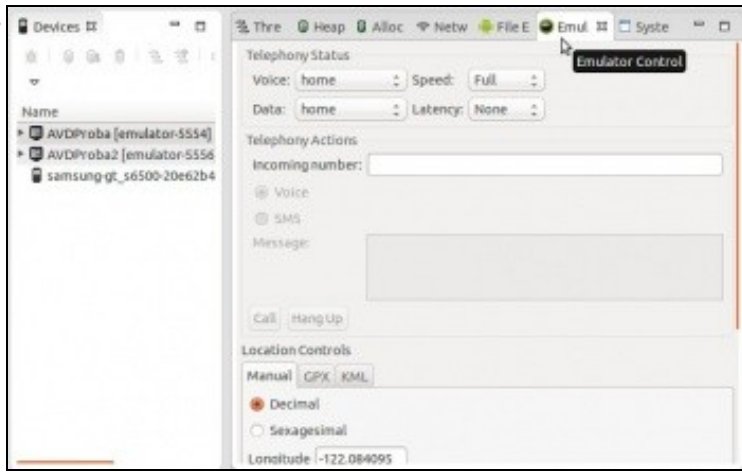 Devices
Name
AVDProba [emulator-5554]
AVDProba2 [emulator-5556
samsung-gt_s6500-20e62b4
Thre Heap Alloc Netw File E Emul Syste
Emulator Control
Telephony Status
Voice: home Speed: Full
Data: home Latency: None
Telephony Actions
Incoming number:
Voice
SMS
Message:
Call Hang Up
Location Controls
Manual GPX KML
Decimal
Sexagesimal
Longitude -122.084095